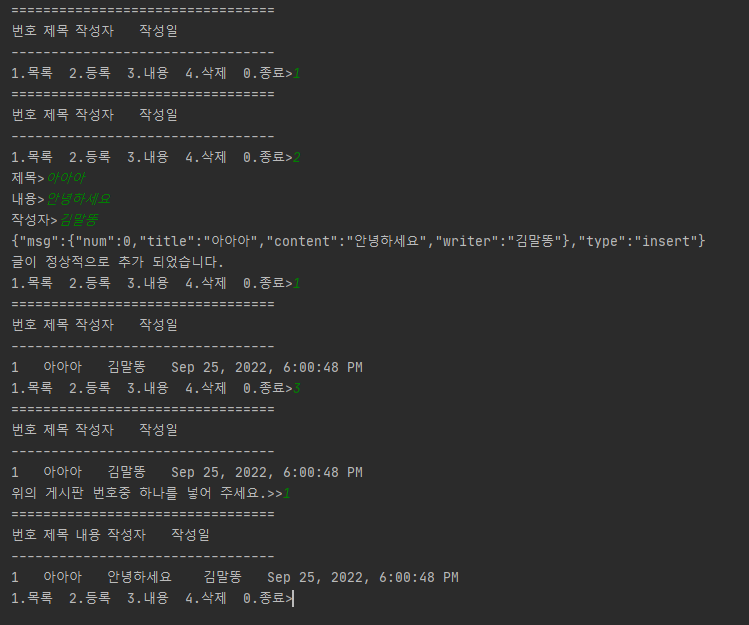 =================================
번호 제목 작성자   작성일
---------------------------------
1.목록  2.등록  3.내용  4.삭제  0.종료>1
=================================
번호 제목 작성자   작성일
---------------------------------
1.목록  2.등록  3.내용  4.삭제  0.종료>2
제목>아아아
내용>안녕하세요
작성자>김말똥
{"msg":{"num":0,"title":"아아아","content":"안녕하세요","writer":"김말똥"},"type":"insert"}
글이 정상적으로 추가 되었습니다.
1.목록  2.등록  3.내용  4.삭제  0.종료>1
=================================
번호 제목 작성자   작성일
---------------------------------
1   아아아   김말똥   Sep 25, 2022, 6:00:48 PM
1.목록  2.등록  3.내용  4.삭제  0.종료>3
=================================
번호 제목 작성자   작성일
---------------------------------
1   아아아   김말똥   Sep 25, 2022, 6:00:48 PM
위의 게시판 번호중 하나를 넣어 주세요.>>1
=================================
번호 제목 내용 작성자   작성일
---------------------------------
1   아아아   안녕하세요    김말똥   Sep 25, 2022, 6:00:48 PM
1.목록  2.등록  3.내용  4.삭제  0.종료>